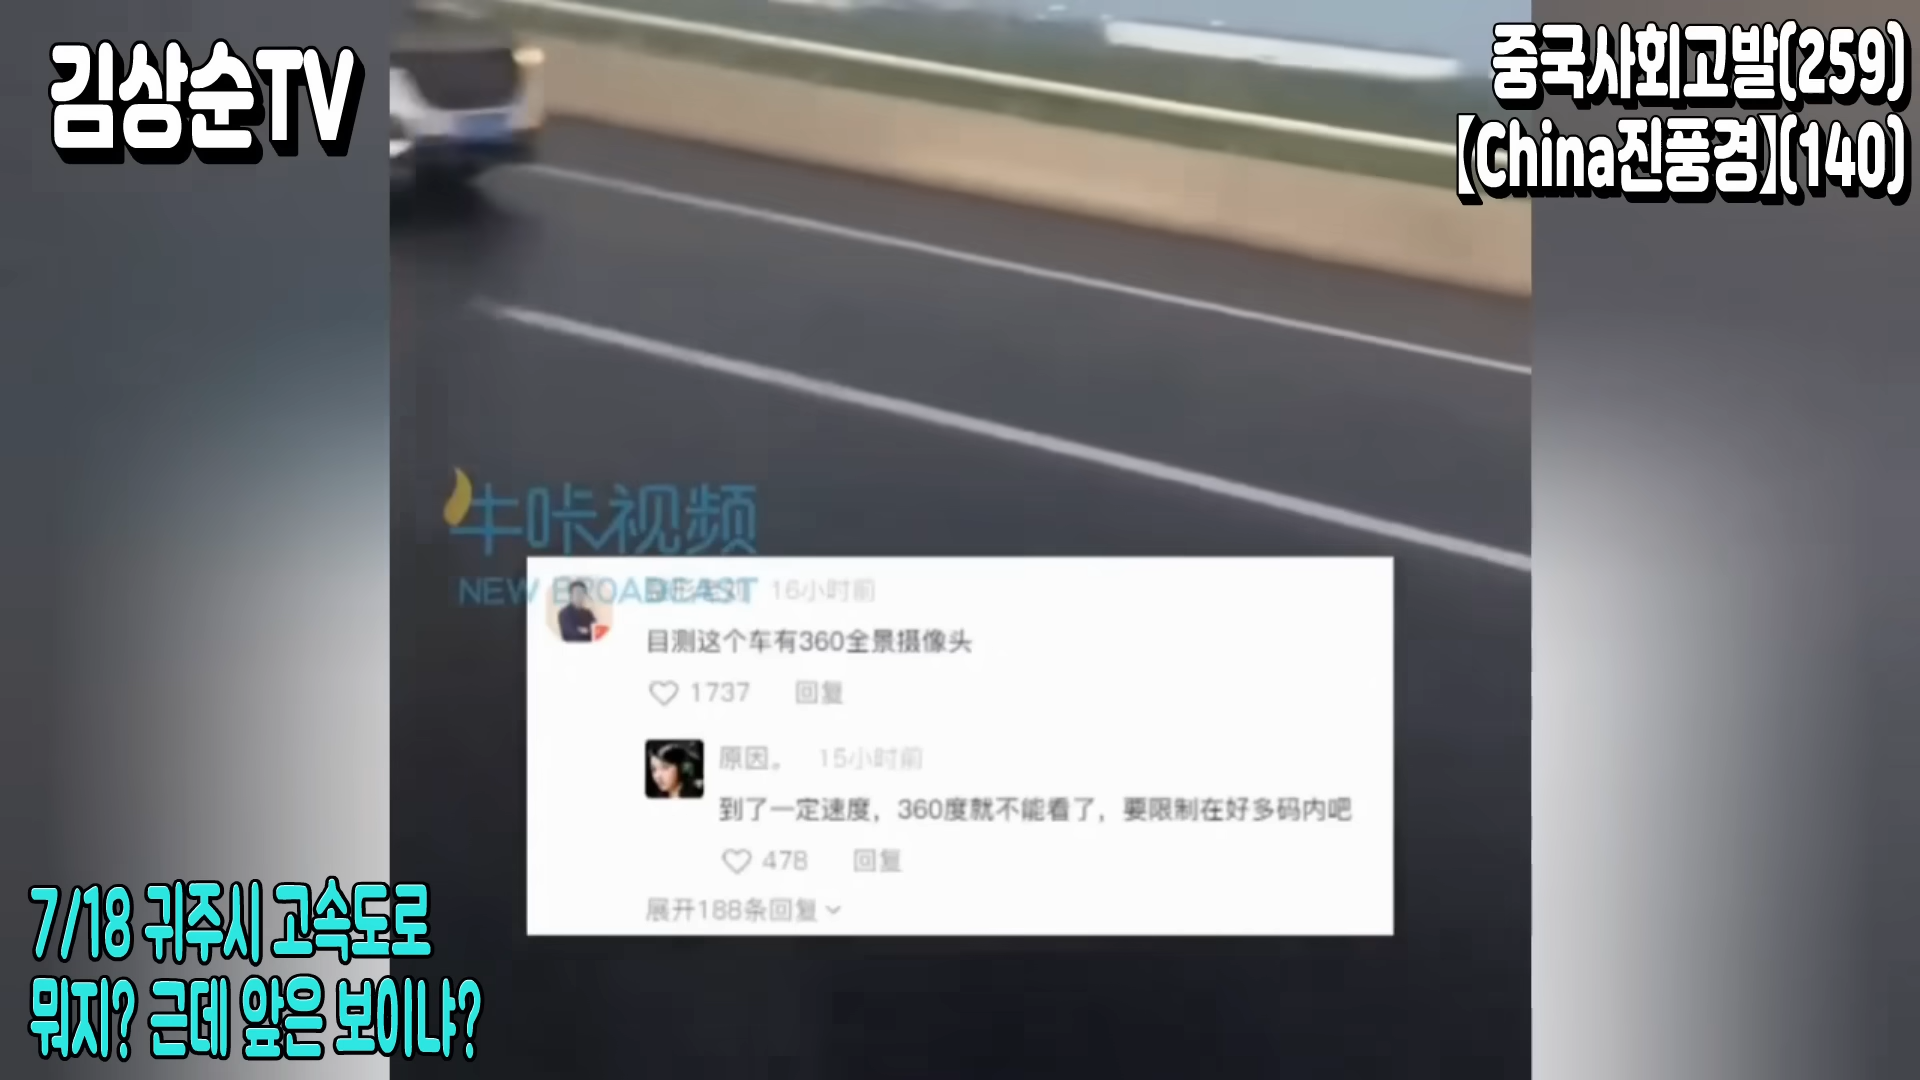 김상순TV
중국사회고발(259)
【China진풍경】(140)
牛咔视频
NEW BROADCAST
16小时前
目测这个车有360全景摄像头
1737 回复
原因。 15小时前
到了一定速度，360度就不能看了，要限制在好多码内吧
478 回复
展开188条回复
7/18 귀주시 고속도로
뭐지? 근데 앞은 보이냐?